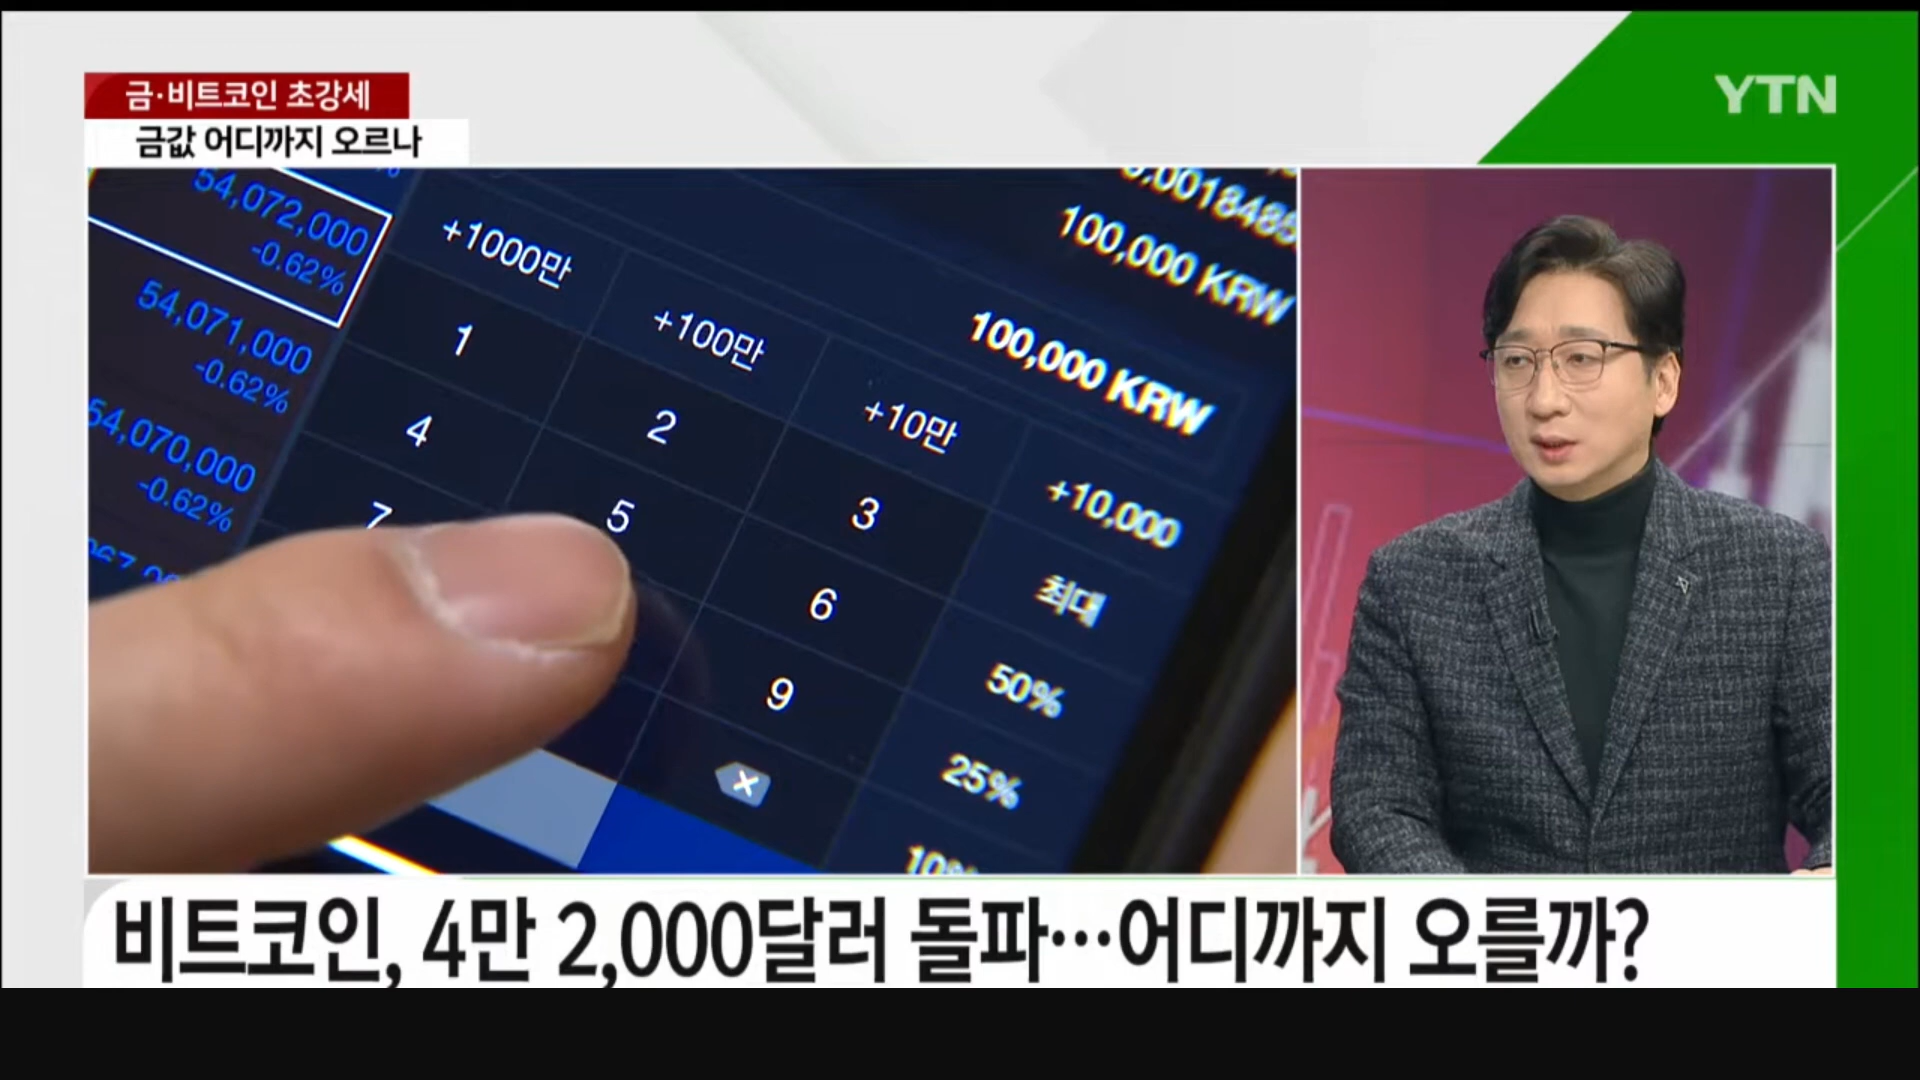 금·비트코인 초강세
금값 어디까지 오르나
YTN
54,072,000
-0.62%
54,071,000
-0.62%
54,070,000
-0.62%
+1000만
+100만
+10만
+10,000
100,000 KRW
100,000 KRW
1
2
3
최대
4
5
6
50%
7
9
25%
10%
비트코인, 4만 2,000달러 돌파…어디까지 오를까?